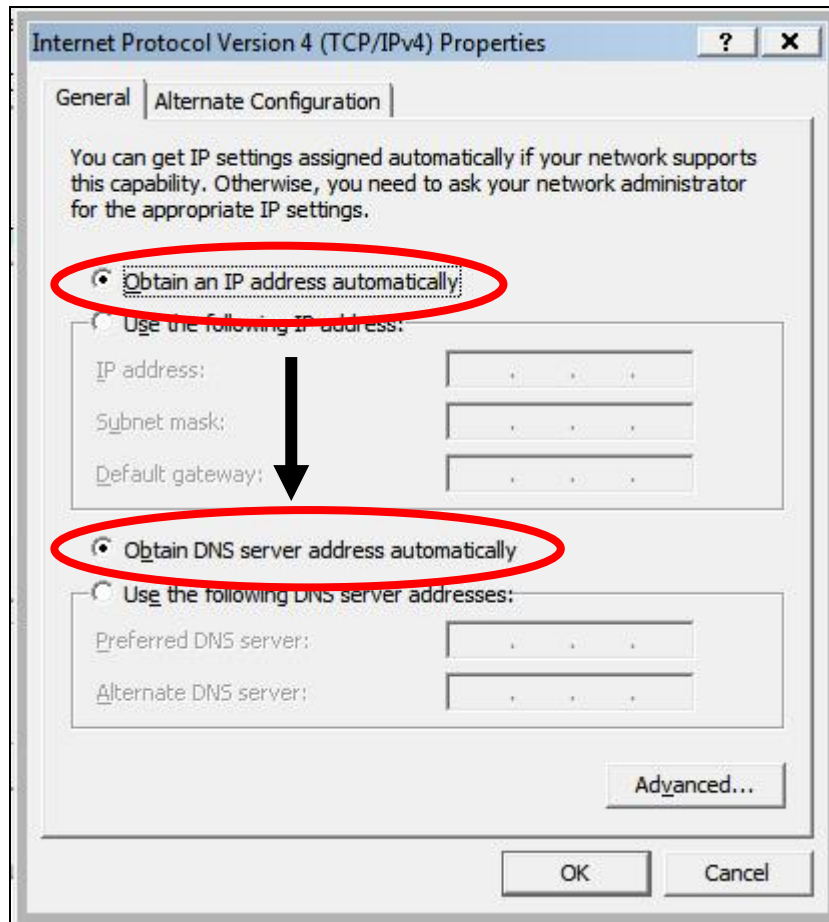 Internet Protocol Version 4 (TCP/IPv4) Properties
?
General
Alternate Configuration
You can get IP settings assigned automatically if your network supports
this capability. Otherwise, you need to ask your network administrator
for the appropriate IP settings.
Obtain an IP address automatically
Use the following IP address:
IP address:
Subnet mask:
Default gateway:
Obtain DNS server address automatically
Use the following DNS server addresses:
Preferred DNS server:
Alternate DNS server:
Advanced...
OK
Cancel